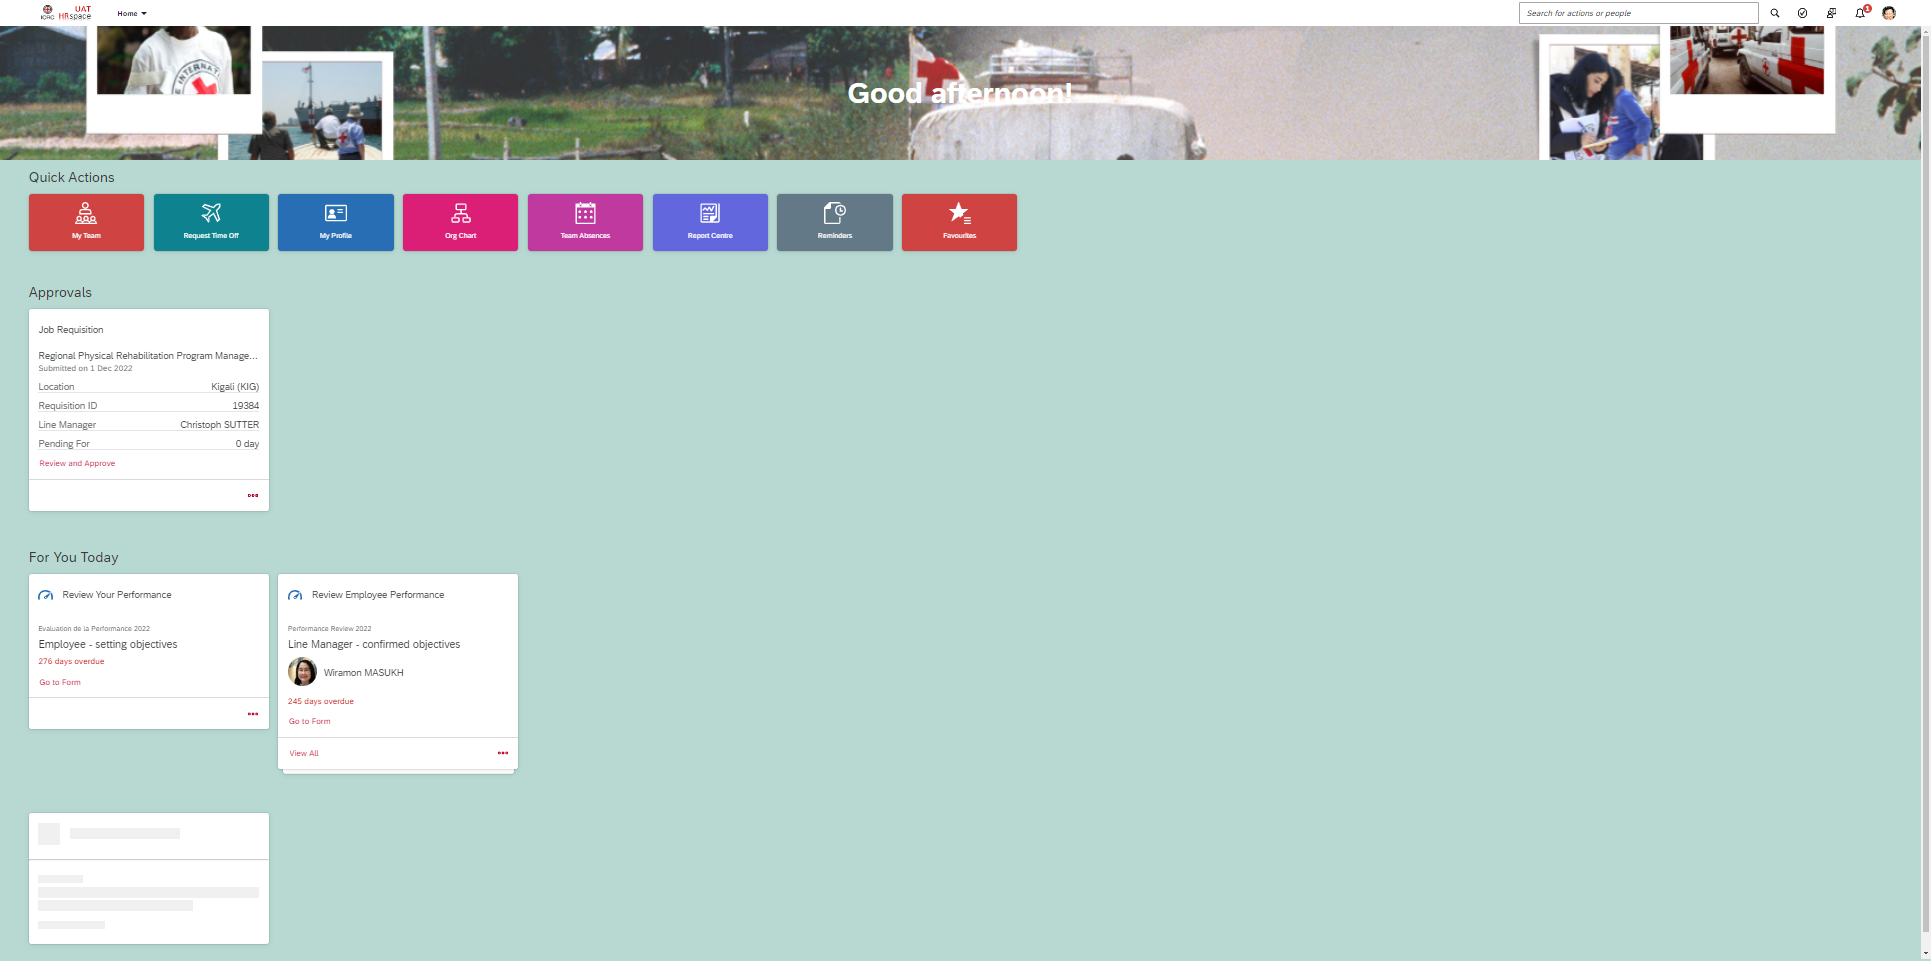 ICRC
UAT
HRspace
Home
Search for actions or people
1
INTERNAT
Good afternoon!
Quick Actions
My Team
Request Time Off
My Profile
Org Chart
Team Absences
Report Centre
Reminders
Favourites
Approvals
Job Requisition
Regional Physical Rehabilitation Program Manage...
Submitted on 1 Dec 2022
Location Kigali (KIG)
Requisition ID 19384
Line Manager Christoph SUTTER
Pending For 0 day
Review and Approve
For You Today
Review Your Performance
Evaluation de la Performance 2022
Employee - setting objectives
276 days overdue
Go to Form
Review Employee Performance
Performance Review 2022
Line Manager - confirmed objectives
Wiramon MASUKH
245 days overdue
Go to Form
View All